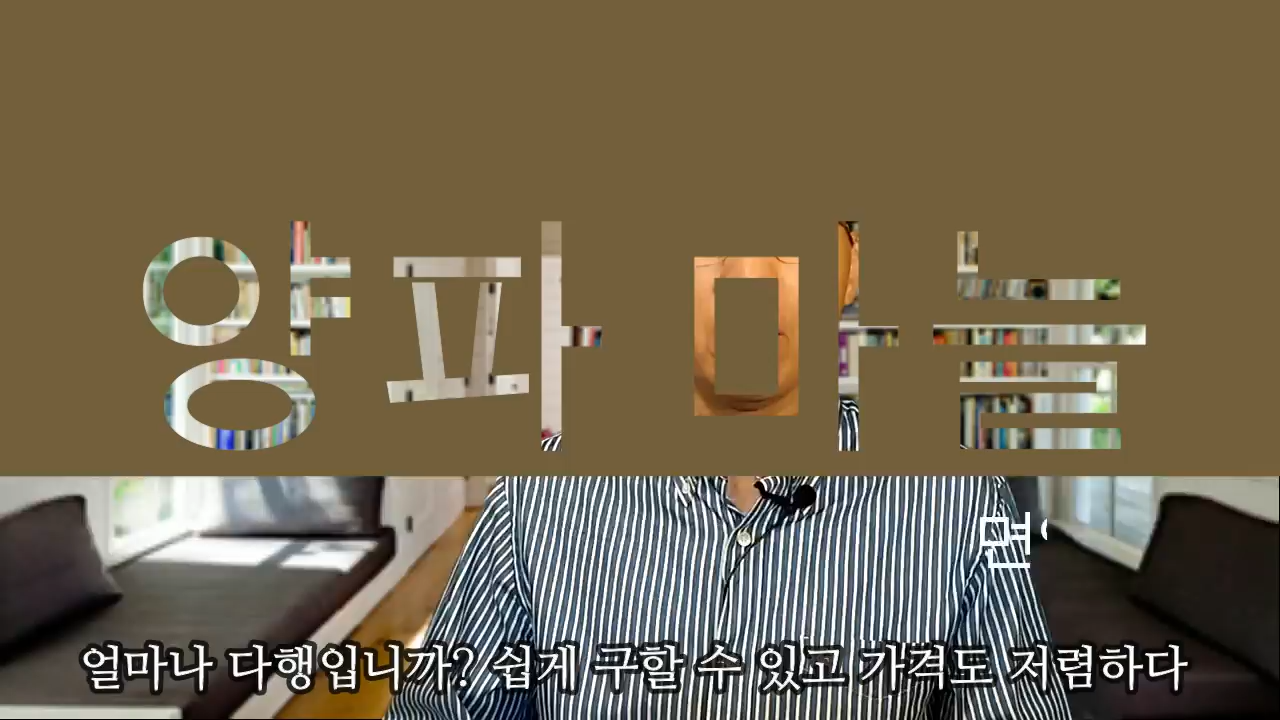 양파 마늘
면
얼마나 다행입니까? 쉽게 구할 수 있고 가격도 저렴하다